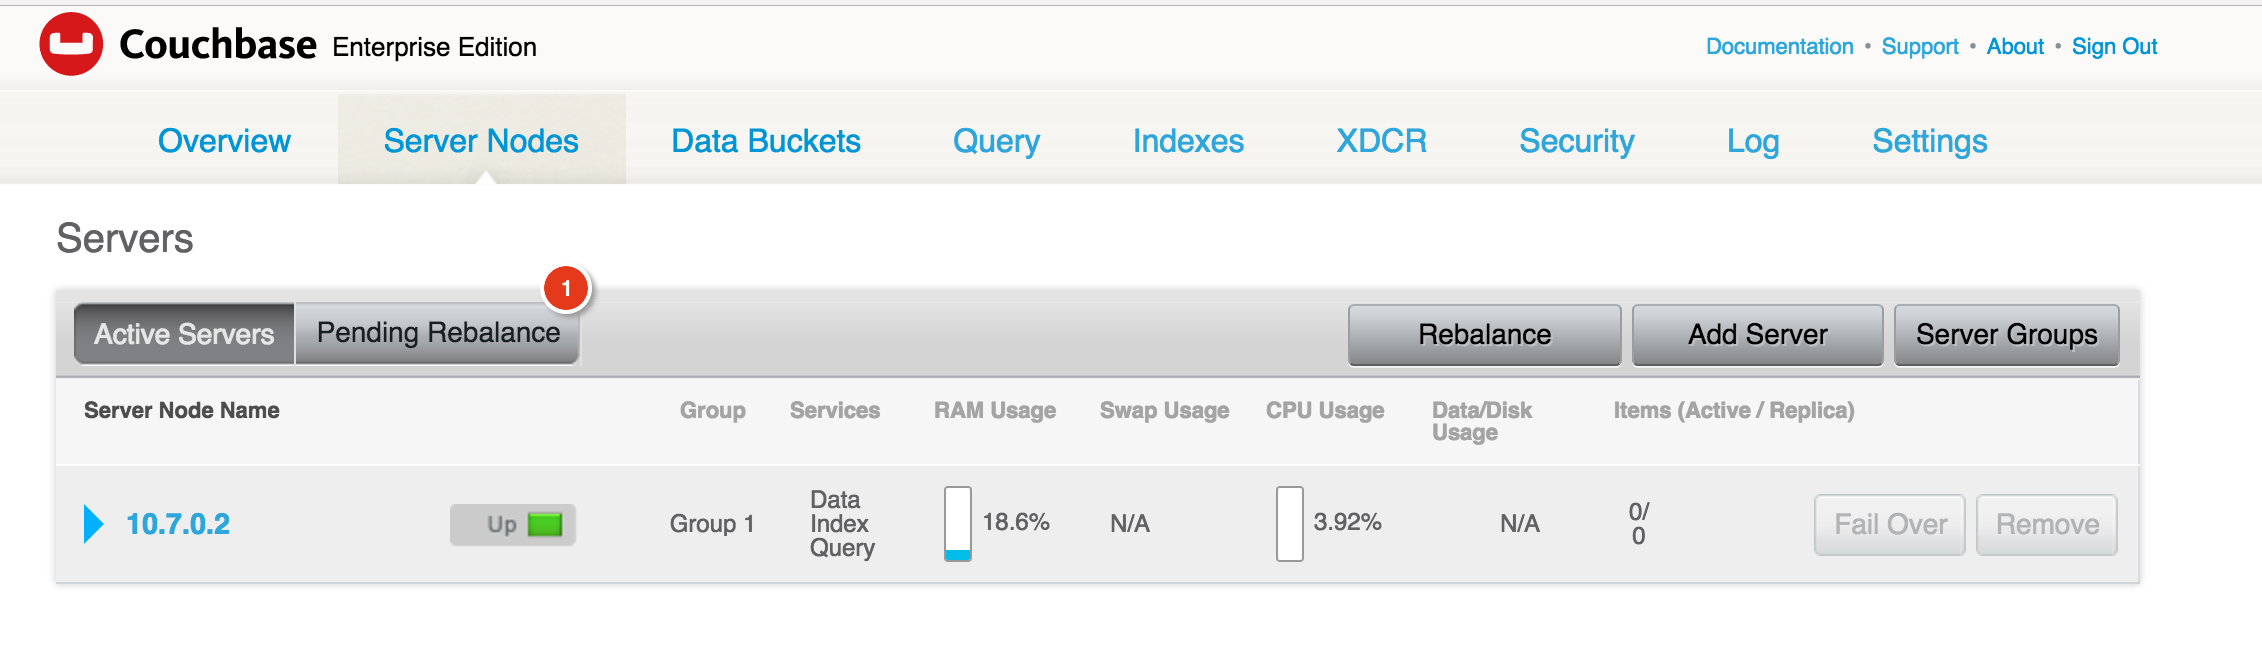 Couchbase Enterprise Edition
Documentation • Support • About • Sign Out
Overview Server Nodes Data Buckets Query Indexes XDCR Security Log Settings
Servers
1
Active Servers Pending Rebalance Rebalance Add Server Server Groups
Server Node Name Group Services RAM Usage Swap Usage CPU Usage Data/Disk Items (Active / Replica)
Usage
Data
10.7.0.2 Up Group 1 Index 18.6% N/A 3.92% N/A 0/ Fail Over Remove
Query 0